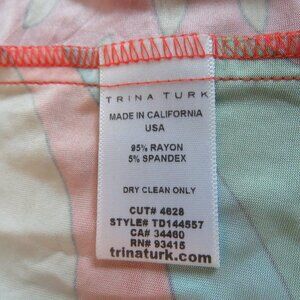 TRINA TURK
MADE IN CALIFORNIA
USA
95% RAYON
5% SPANDEX
DRY CLEAN ONLY
CUT# 4628
STYLE# TD144557
CA# 34460
RN# 93415
trinaturk.com